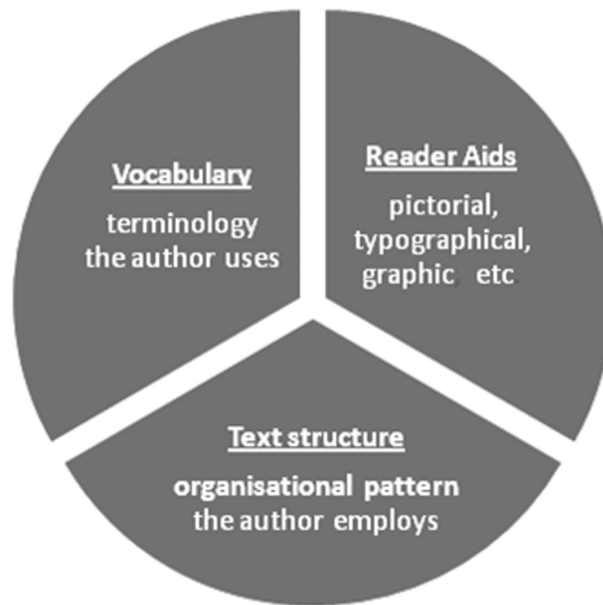 Vocabulary
terminology
the author uses
Reader Aids
pictorial,
typographical,
graphic, etc.
Text structure
organisational pattern
the author employs